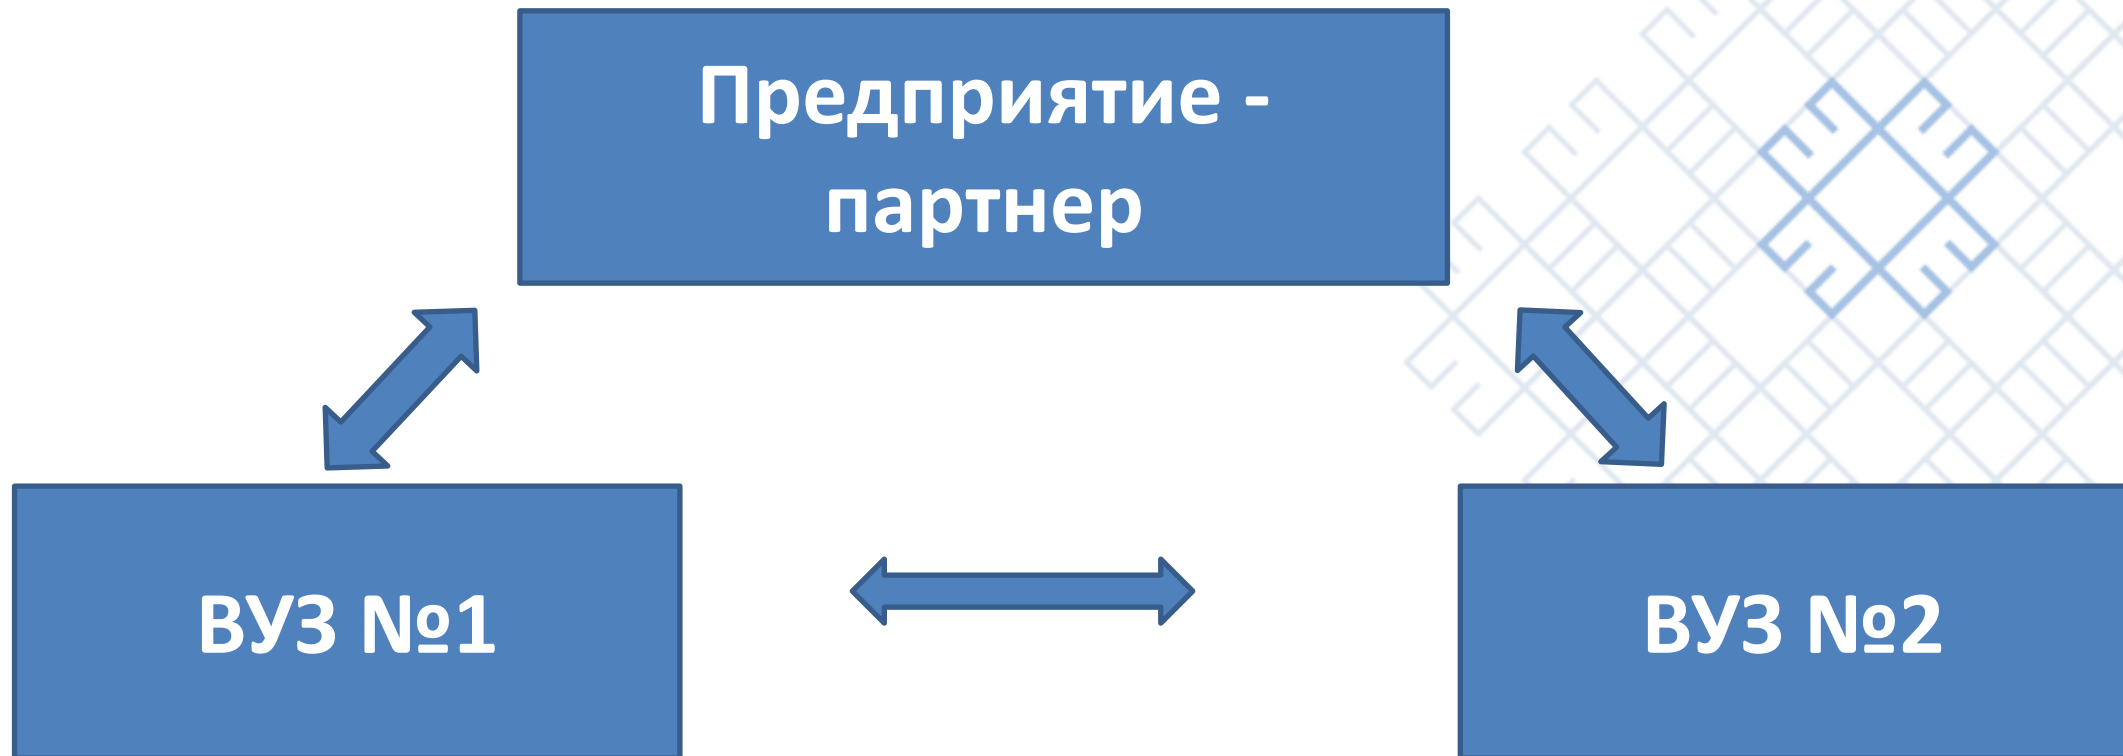 Предприятие -
партнер
ВУЗ №1
ВУЗ №2